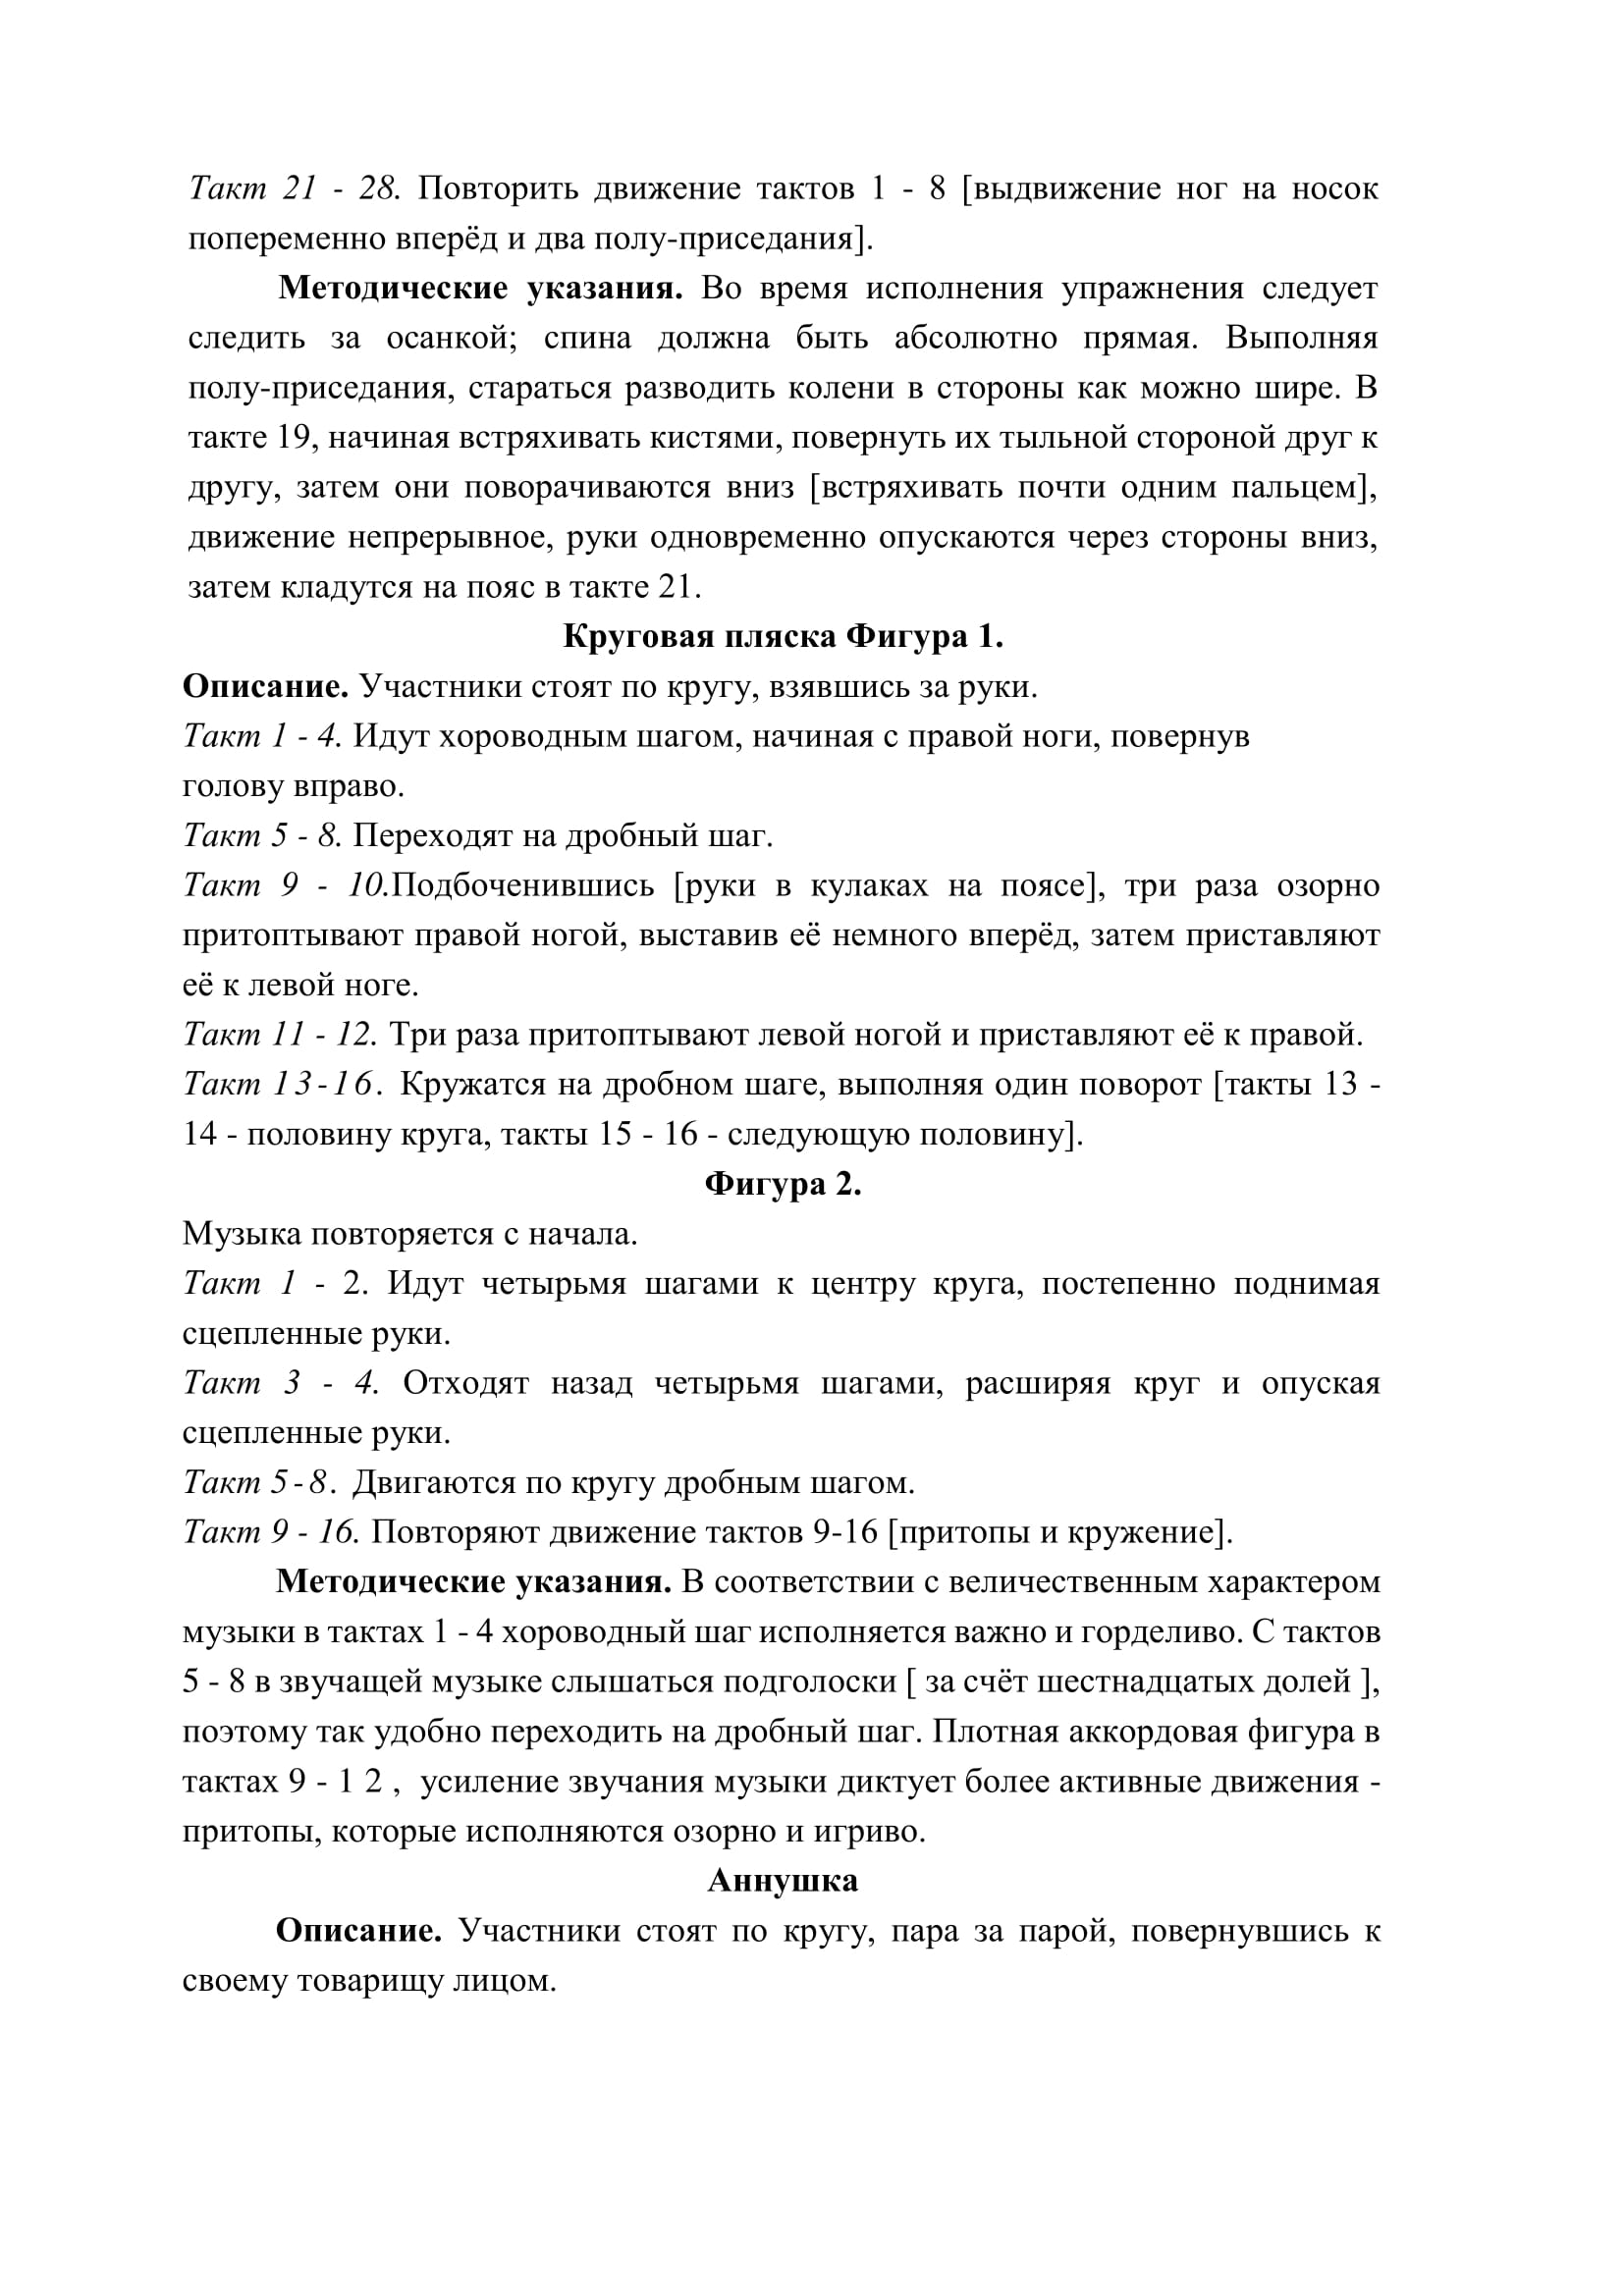 Такт 21 - 28. Повторить движение тактов 1 - 8 [выдвижение ног на носок
попеременно вперёд и два полу-приседания].
Методические указания. Во время исполнения упражнения следует
следить за осанкой; спина должна быть абсолютно прямая. Выполняя
полу-приседания, стараться разводить колени в стороны как можно шире. В
такте 19, начиная встряхивать кистями, повернуть их тыльной стороной друг к
другу, затем они поворачиваются вниз [встряхивать почти одним пальцем],
движение непрерывное, руки одновременно опускаются через стороны вниз,
затем кладутся на пояс в такте 21.
Круговая пляска Фигура 1.
Описание. Участники стоят по кругу, взявшись за руки.
Такт 1 - 4. Идут хороводным шагом, начиная с правой ноги, повернув
голову вправо.
Такт 5 - 8. Переходят на дробный шаг.
Такт 9 - 10.Подбоченившись [руки в кулаках на поясе], три раза озорно
притоптывают правой ногой, выставив её немного вперёд, затем приставляют
её к левой ноге.
Такт 11 - 12. Три раза притоптывают левой ногой и приставляют её к правой.
Такт 13-16. Кружатся на дробном шаге, выполняя один поворот [такты 13 -
14 - половину круга, такты 15 - 16 - следующую половину].
Фигура 2.
Музыка повторяется с начала.
Такт 1 - 2. Идут четырьмя шагами к центру круга, постепенно поднимая
сцепленные руки.
Такт 3 - 4. Отходят назад четырьмя шагами, расширяя круг и опуская
сцепленные руки.
Такт 5-8. Двигаются по кругу дробным шагом.
Такт 9 - 16. Повторяют движение тактов 9-16 [притопы и кружение].
Методические указания. В соответствии с величественным характером
музыки в тактах 1 - 4 хороводный шаг исполняется важно и горделиво. С тактов
5 - 8 в звучащей музыке слышаться подголоски [ за счёт шестнадцатых долей ],
поэтому так удобно переходить на дробный шаг. Плотная аккордовая фигура в
тактах 9 - 1 2 , усиление звучания музыки диктует более активные движения -
притопы, которые исполняются озорно и игриво.
Аннушка
Описание. Участники стоят по кругу, пара за парой, повернувшись к
своему товарищу лицом.